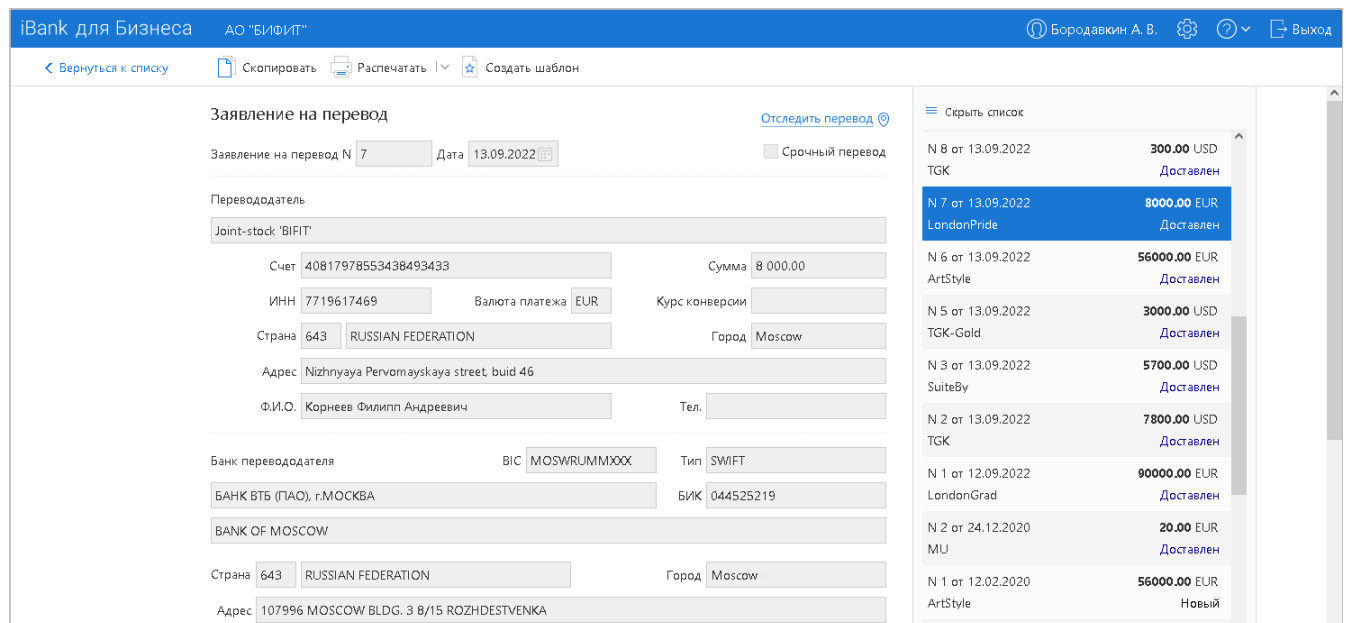 iBank для Бизнеса АО "БИФИТ" Бородавкин А. В. Выход
Вернуться к списку Скопировать Распечатать Создать шаблон
Заявление на перевод Отследить перевод
Заявление на перевод N 7 Дата 13.09.2022 Срочный перевод
Перевододатель
Joint-stock 'BIFIT'
Счет 40817978553438493433 Сумма 8 000.00
ИНН 7719617469 Валюта платежа EUR Курс конверсии
Страна 643 RUSSIAN FEDERATION Город Moscow
Адрес Nizhnyaya Pervomayskaya street, buid 46
Ф.И.О. Корнеев Филипп Андреевич Тел.
Банк перевододателя BIC MOSWRUMMXXX Тип SWIFT
БАНК ВТБ (ПАО), г.МОСКВА БИК 044525219
BANK OF MOSCOW
Страна 643 RUSSIAN FEDERATION Город Moscow
Адрес 107996 MOSCOW BLDG. 3 8/15 ROZHDESTVENKA
Скрыть список
N 8 от 13.09.2022 300.00 USD
TGK Доставлен
N 7 от 13.09.2022 8000.00 EUR
LondonPride Доставлен
N 6 от 13.09.2022 56000.00 EUR
ArtStyle Доставлен
N 5 от 13.09.2022 3000.00 USD
TGK-Gold Доставлен
N 3 от 13.09.2022 5700.00 USD
SuiteBy Доставлен
N 2 от 13.09.2022 7800.00 USD
TGK Доставлен
N 1 от 12.09.2022 90000.00 EUR
LondonGrad Доставлен
N 2 от 24.12.2020 20.00 EUR
MU Доставлен
N 1 от 12.02.2020 56000.00 EUR
ArtStyle Новый